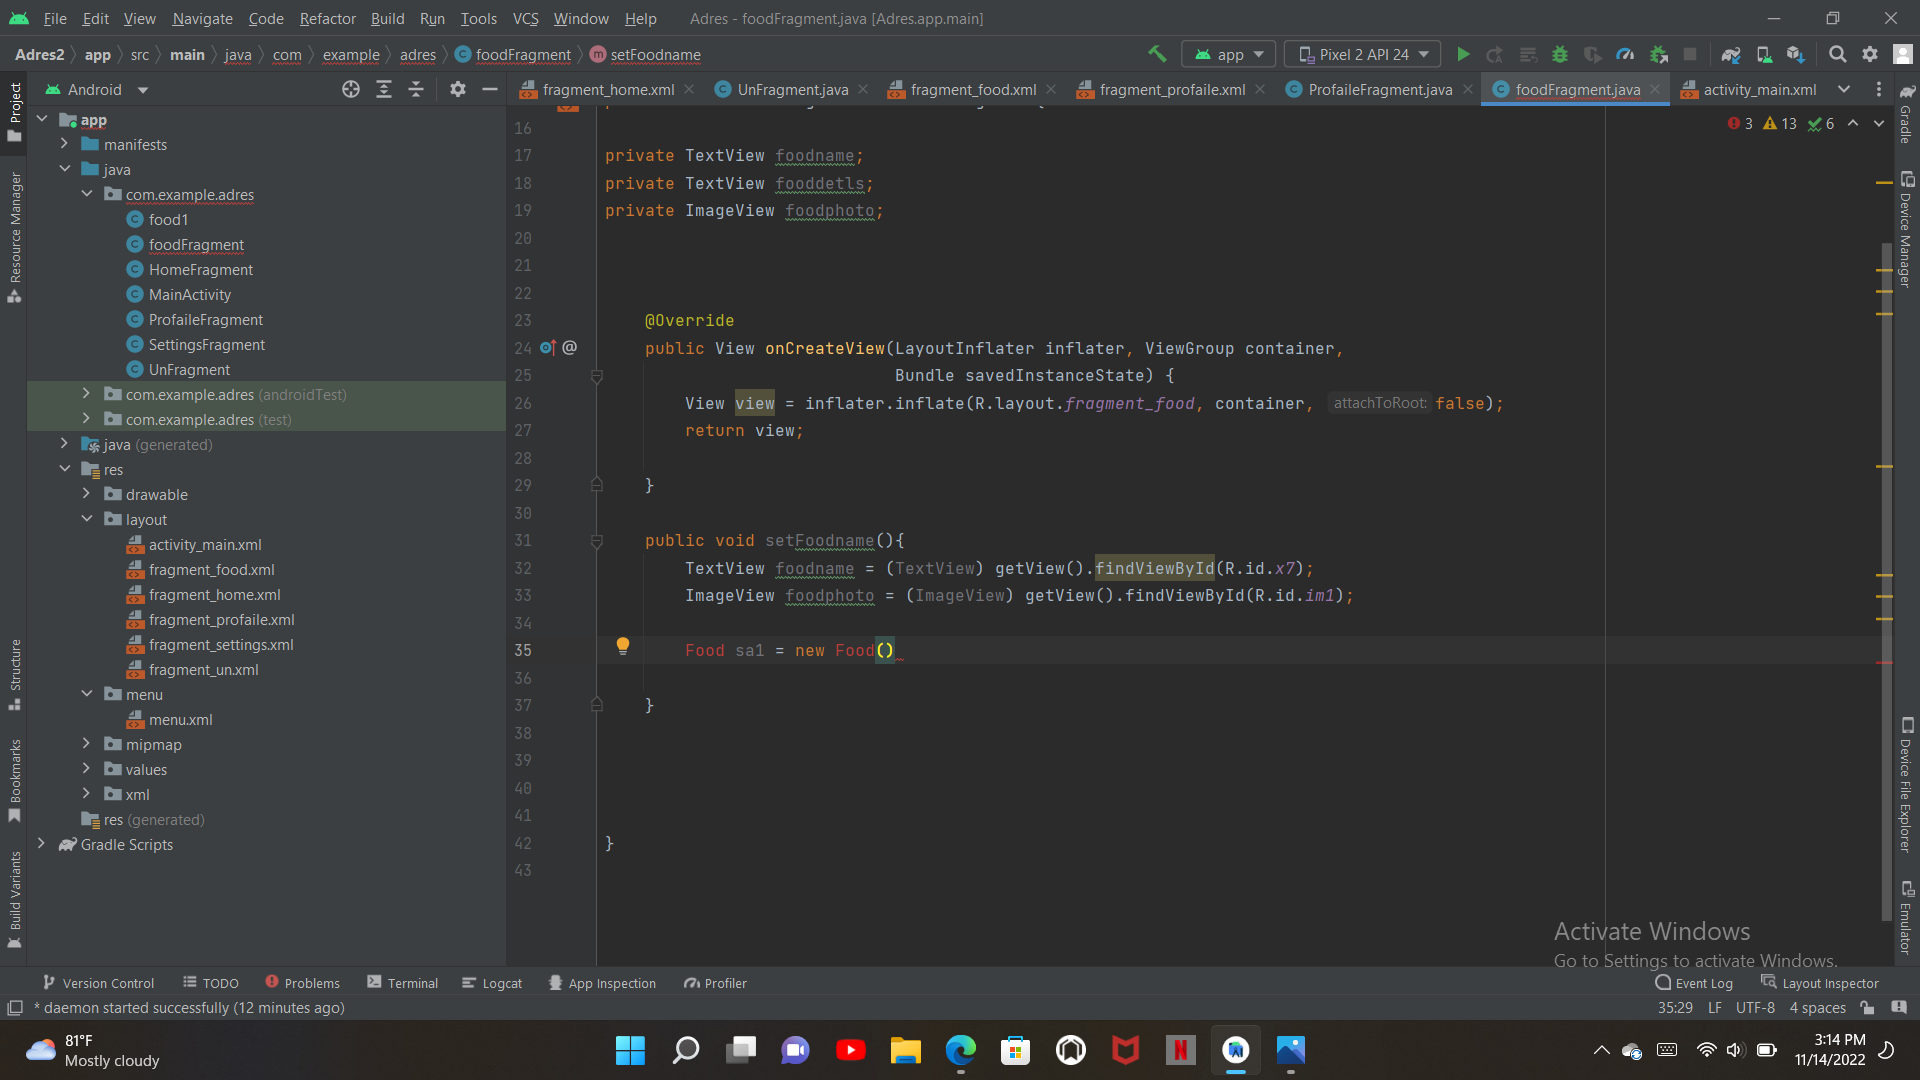 File Edit View Navigate Code Refactor Build Run Tools VCS Window Help Adres - foodFragment.java [Adres.app.main]
Adres2 app src main java com example adres foodFragment setFoodname app Pixel 2 API 24
Android
fragment_home.xml UnFragment.java fragment_food.xml fragment_profaile.xml ProfaileFragment.java foodFragment.java activity_main.xml
Project
Resource Manager
Structure
Bookmarks
Build Variants
app
manifests
java
com.example.adres
food1
foodFragment
HomeFragment
MainActivity
ProfaileFragment
SettingsFragment
UnFragment
com.example.adres (androidTest)
com.example.adres (test)
java (generated)
res
drawable
layout
activity_main.xml
fragment_food.xml
fragment_home.xml
fragment_profaile.xml
fragment_settings.xml
fragment_un.xml
menu
menu.xml
mipmap
values
xml
res (generated)
Gradle Scripts
3 13 6
16
17 private TextView foodname;
18 private TextView fooddetls;
19 private ImageView foodphoto;
20
21
22
23 @Override
24 @ public View onCreateView(LayoutInflater inflater, ViewGroup container,
25 Bundle savedInstanceState) {
26 View view = inflater.inflate(R.layout.fragment_food, container, attachToRoot: false);
27 return view;
28
29 }
30
31 public void setFoodname(){
32 TextView foodname = (TextView) getView().findViewById(R.id.x7);
33 ImageView foodphoto = (ImageView) getView().findViewById(R.id.im1);
34
35 Food sa1 = new Food()
36
37 }
38
39
40
41
42 }
43
Gradle
Device Manager
Device File Explorer
Emulator
Activate Windows
Go to Settings to activate Windows.
Version Control TODO Problems Terminal Logcat App Inspection Profiler Event Log Layout Inspector
* daemon started successfully (12 minutes ago) 35:29 LF UTF-8 4 spaces
81°F
Mostly cloudy
3:14 PM
11/14/2022